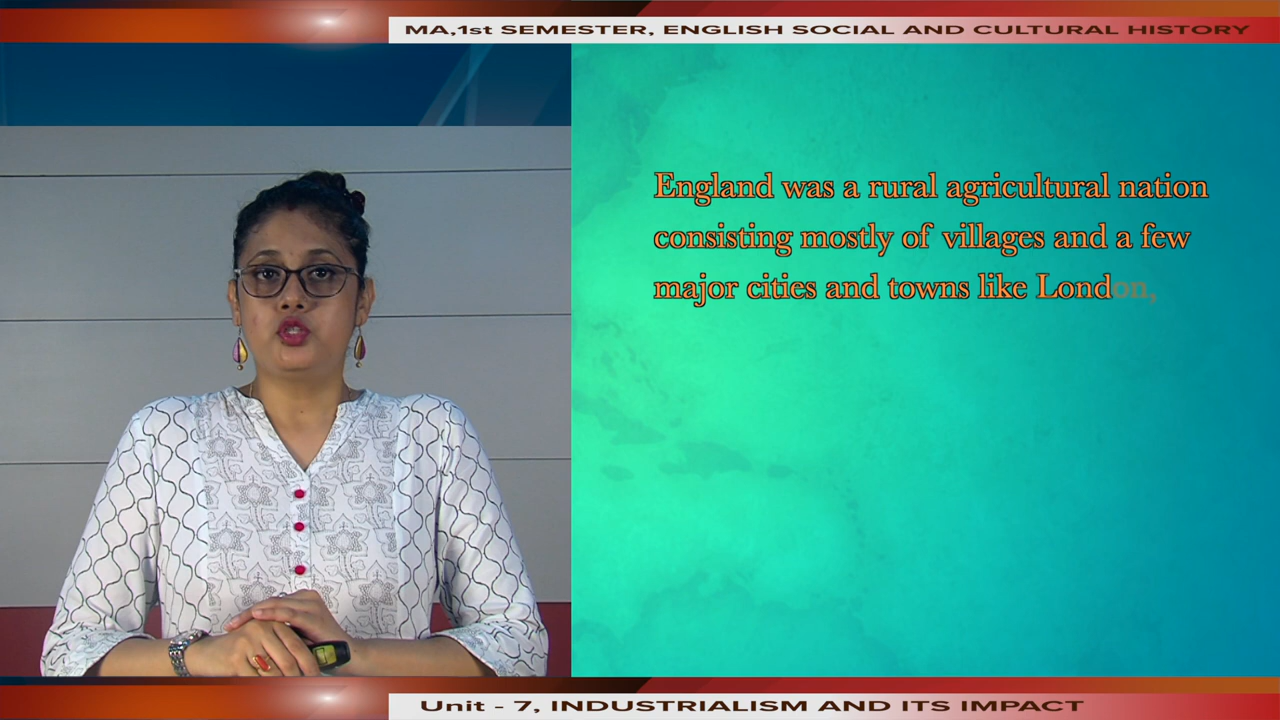 MA,1st SEMESTER, ENGLISH SOCIAL AND CULTURAL HISTORY
England was a rural agricultural nation
consisting mostly of villages and a few
major cities and towns like London,
Unit - 7, INDUSTRIALISM AND ITS IMPACT